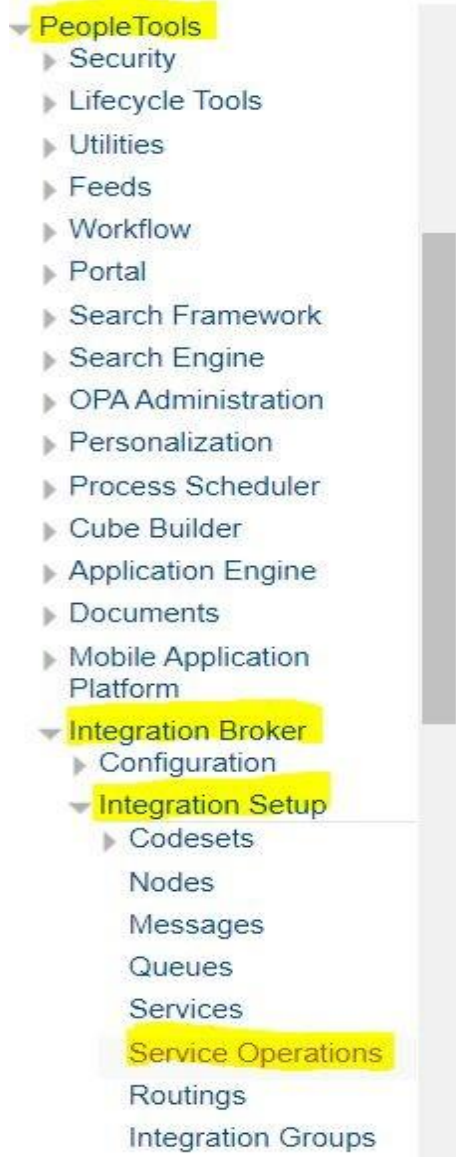 PeopleTools
Security
Lifecycle Tools
Utilities
Feeds
Workflow
Portal
Search Framework
Search Engine
OPA Administration
Personalization
Process Scheduler
Cube Builder
Application Engine
Documents
Mobile Application
Platform
Integration Broker
Configuration
Integration Setup
Codesets
Nodes
Messages
Queues
Services
Service Operations
Routings
Integration Groups